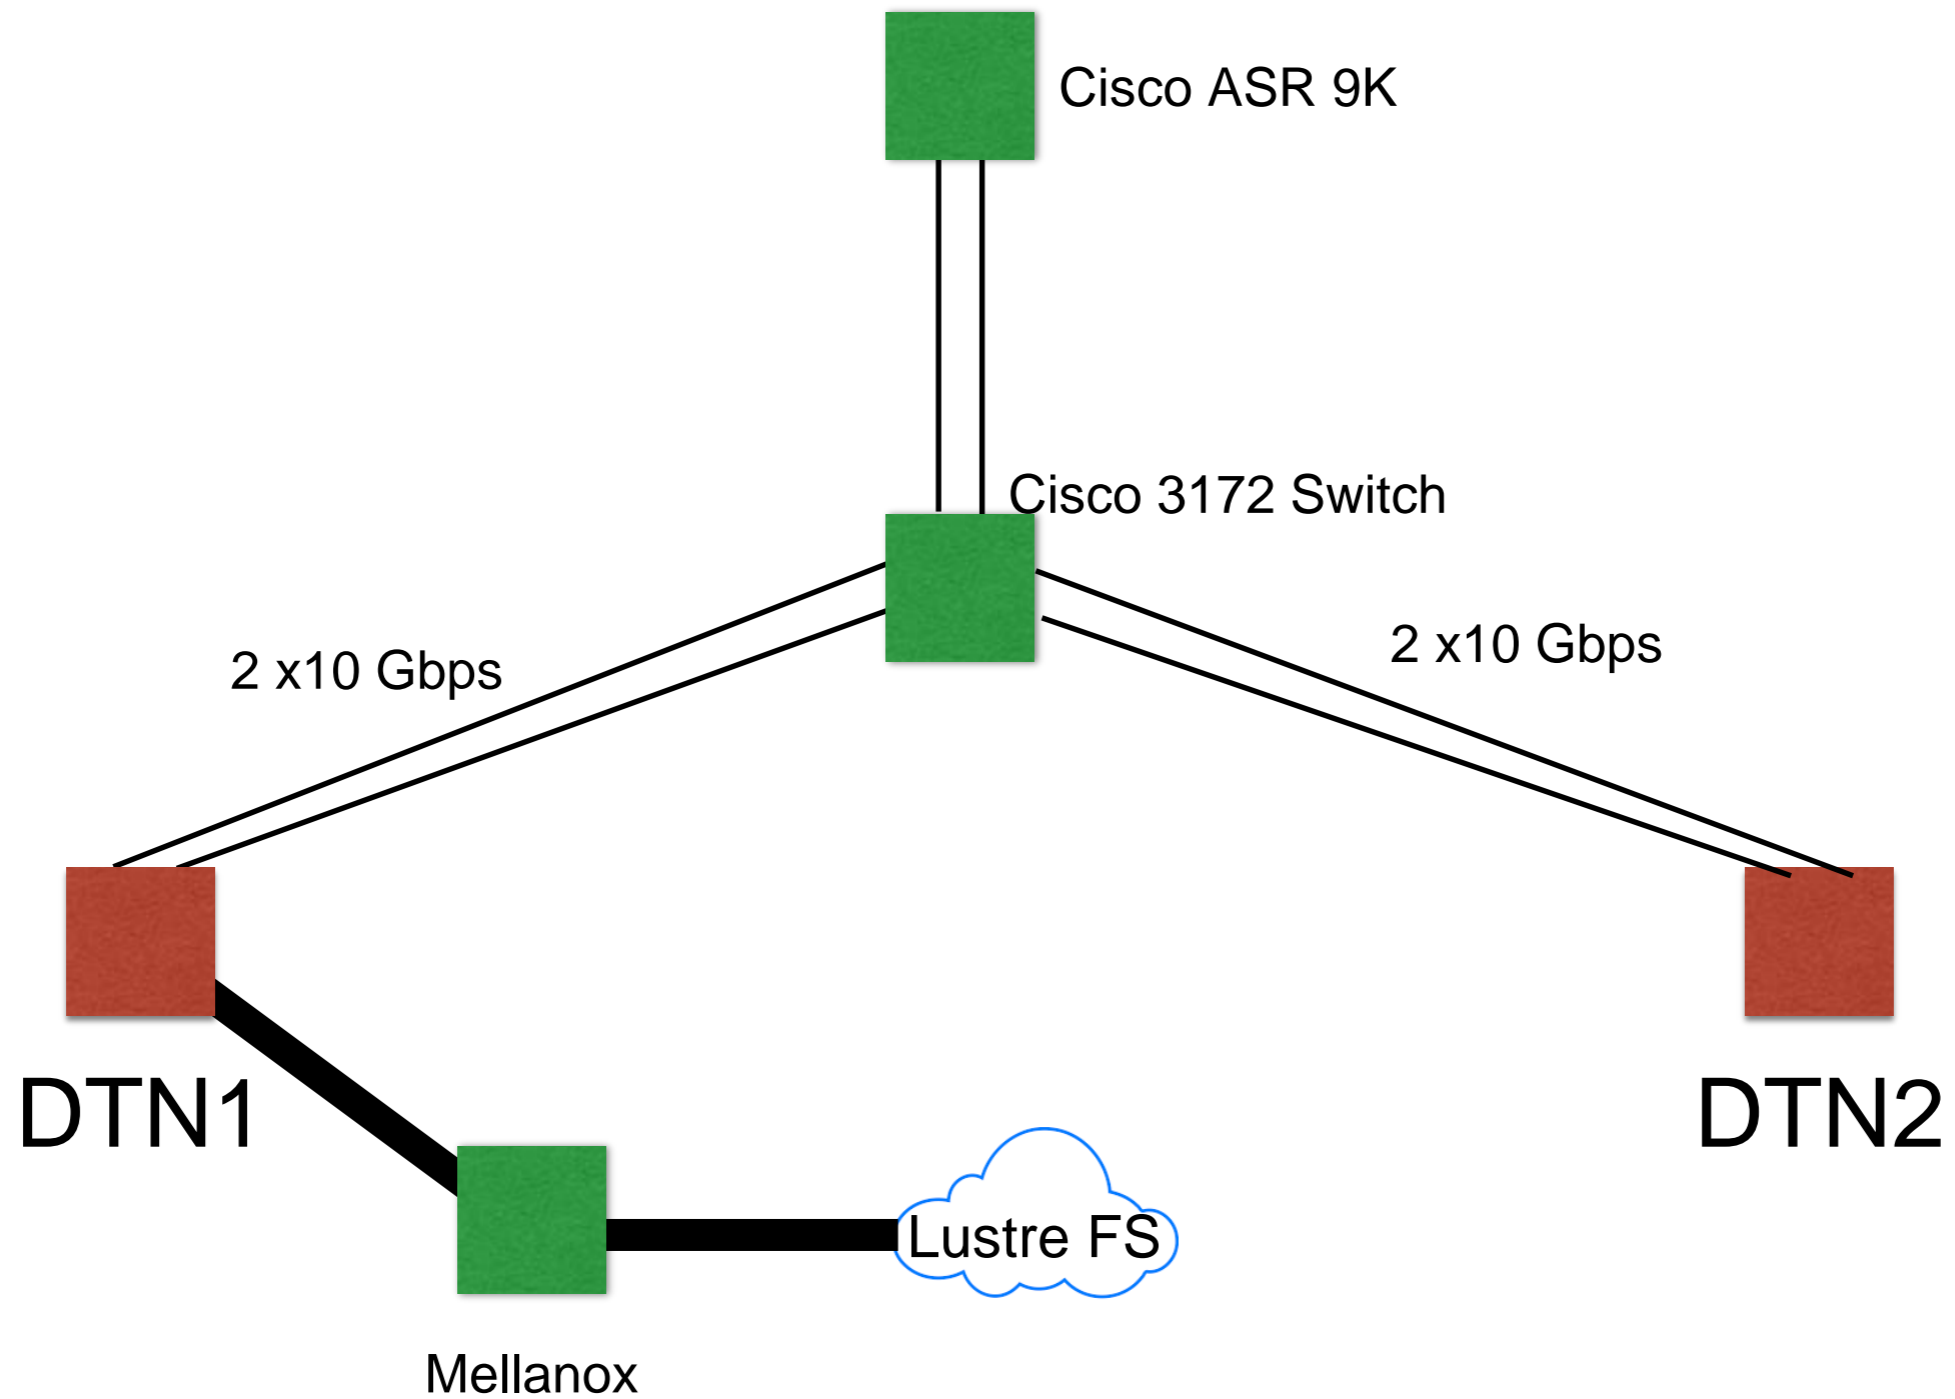 Cisco ASR 9K
Cisco 3172 Switch
2 x10 Gbps
2 x10 Gbps
DTN1
DTN2
Lustre FS
Mellanox